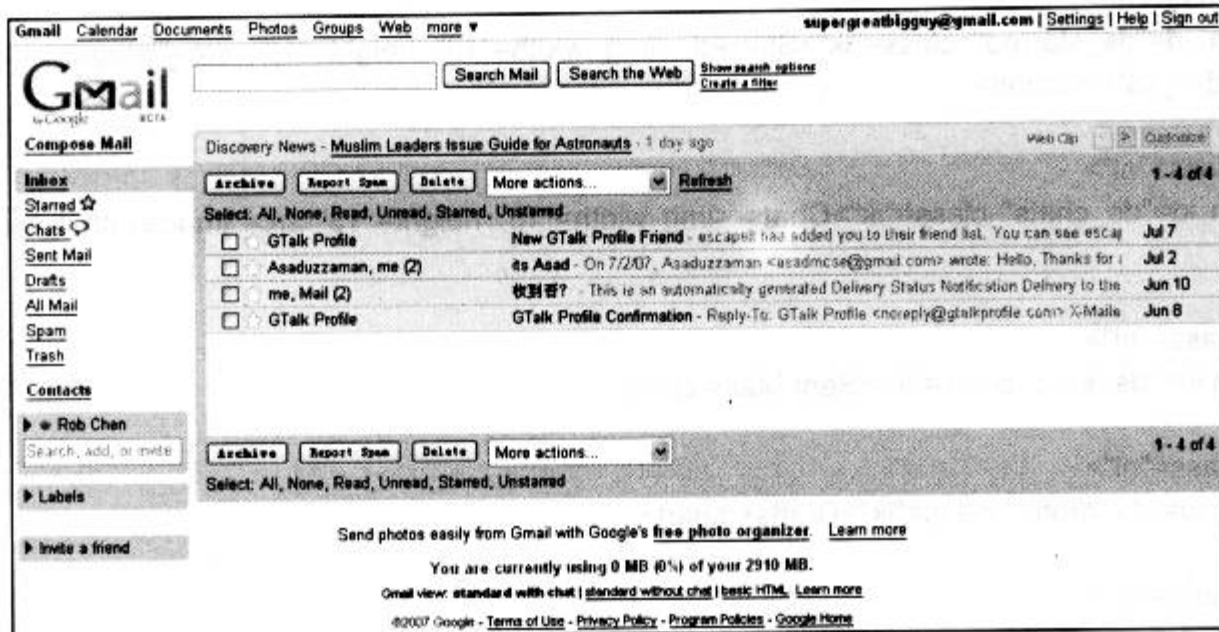 Gmail Calendar Documents Photos Groups Web more ▼ supergreatbigguy@gmail.com | Settings | Help | Sign out
Gmail by Google BETA
Search Mail Search the Web Show search options
Create a filter
Compose Mail
Discovery News - Muslim Leaders Issue Guide for Astronauts - 1 day ago Web Clip > Customize
Inbox
Starred
Chats
Sent Mail
Drafts
All Mail
Spam
Trash
Contacts
Rob Chen
Search, add, or invite
Labels
Invite a friend
Archive Report Spam Delete More actions... Refresh 1 - 4 of 4
Select: All, None, Read, Unread, Starred, Unstarred
GTalk Profile New GTalk Profile Friend - escape8 has added you to their friend list. You can see escap Jul 7
Asaduzzaman, me (2) its Asad - On 7/2/07, Asaduzzaman <asadmcse@gmail.com> wrote: Hello, Thanks for Jul 2
me, Mail (2) 收到否? - This is an automatically generated Delivery Status Notification Delivery to the Jun 10
GTalk Profile GTalk Profile Confirmation - Reply-To: GTalk Profile <noreply@gtalkprofile.com> X-Maile Jun 8
Archive Report Spam Delete More actions... 1 - 4 of 4
Select: All, None, Read, Unread, Starred, Unstarred
Send photos easily from Gmail with Google's free photo organizer. Learn more
You are currently using 0 MB (0%) of your 2910 MB.
Gmail view: standard with chat | standard without chat | basic HTML Learn more
©2007 Google - Terms of Use - Privacy Policy - Program Policies - Google Home